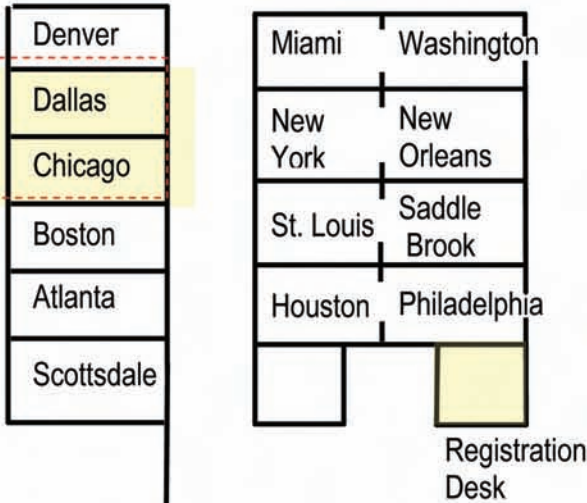 Denver
Dallas
Chicago
Boston
Atlanta
Scottsdale
Miami
Washington
New
York
New
Orleans
St. Louis
Saddle
Brook
Houston
Philadelphia
Registration
Desk